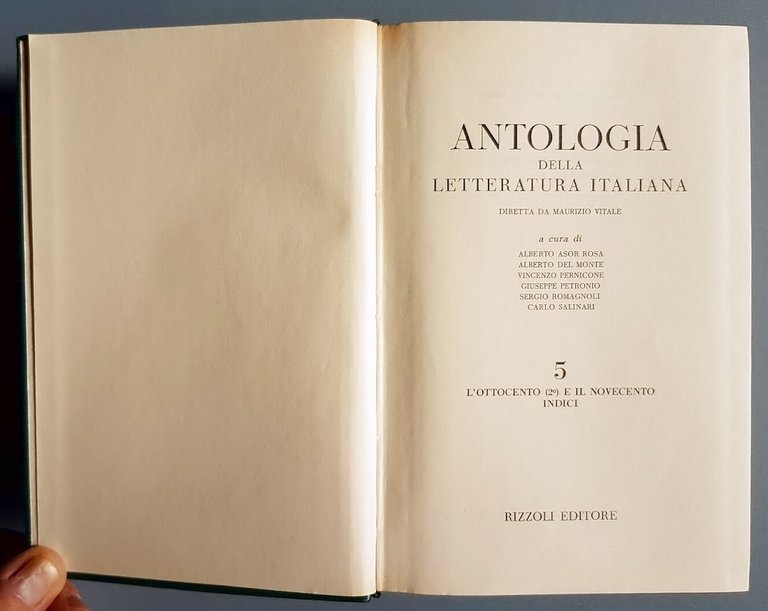 ANTOLOGIA
DELLA
LETTERATURA ITALIANA
DIRETTA DA MAURIZIO VITALE
a cura di
ALBERTO ASOR ROSA
ALBERTO DEL MONTE
VINCENZO PERNICONE
GIUSEPPE PETRONIO
SERGIO ROMAGNOLI
CARLO SALINARI
5
L'OTTOCENTO (2º) E IL NOVECENTO
INDICI
RIZZOLI EDITORE